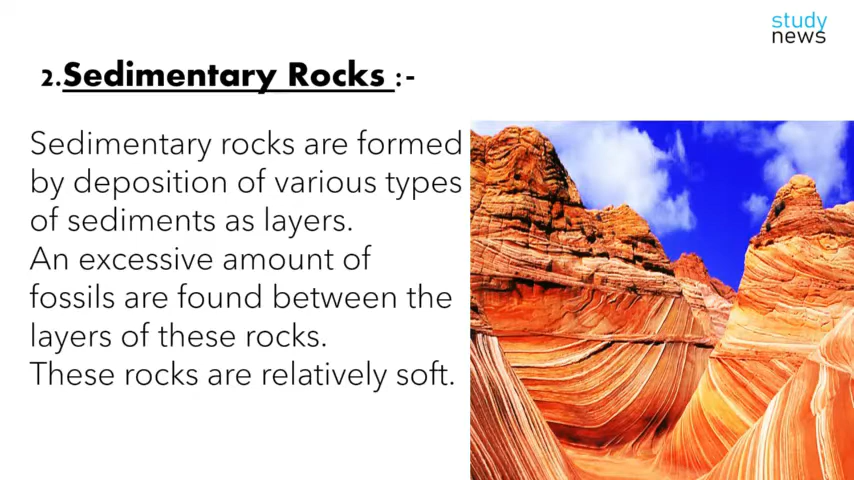 study
news
2.Sedimentary Rocks :-
Sedimentary rocks are formed
by deposition of various types
of sediments as layers.
An excessive amount of
fossils are found between the
layers of these rocks.
These rocks are relatively soft.